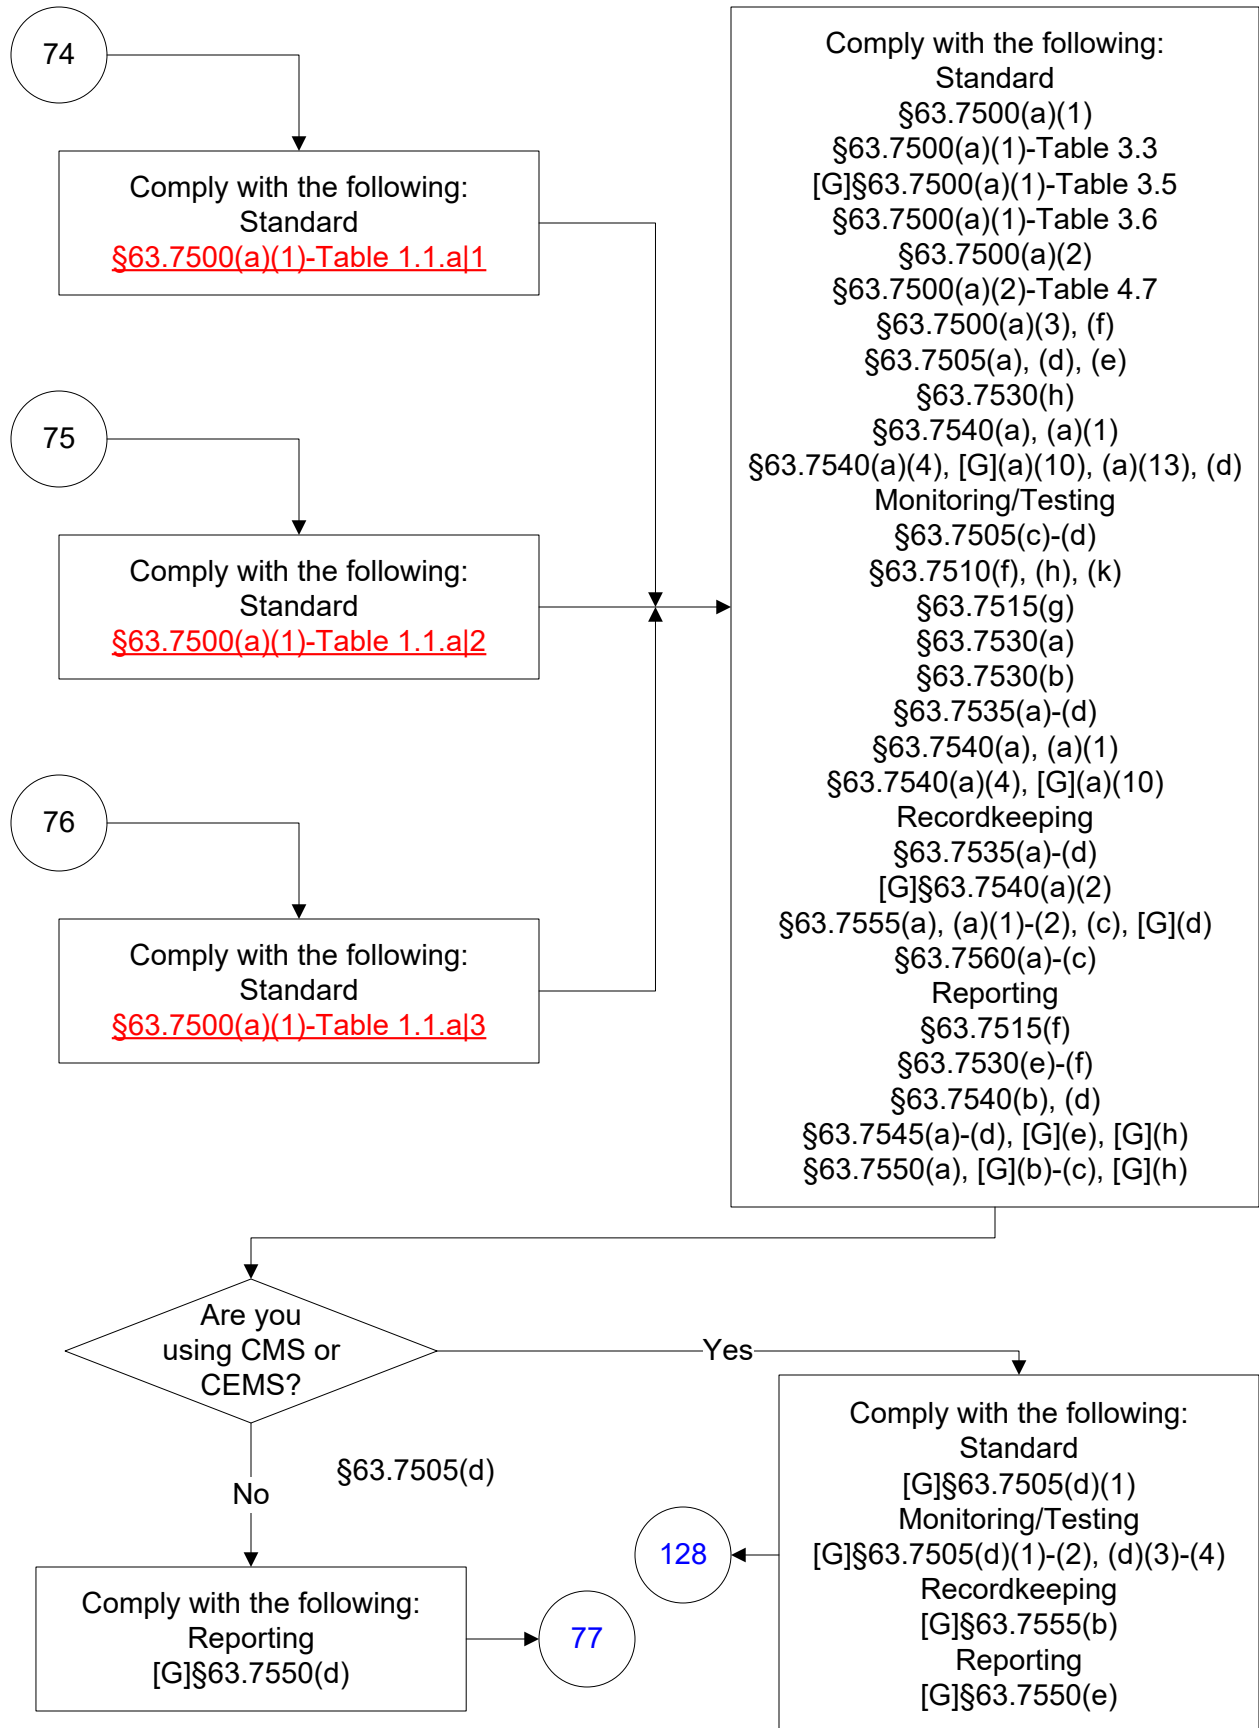 74
Comply with the following:
Standard
§63.7500(a)(1)-Table 1.1.a|1
75
Comply with the following:
Standard
§63.7500(a)(1)-Table 1.1.a|2
76
Comply with the following:
Standard
§63.7500(a)(1)-Table 1.1.a|3
Comply with the following:
Standard
§63.7500(a)(1)
§63.7500(a)(1)-Table 3.3
[G]§63.7500(a)(1)-Table 3.5
§63.7500(a)(1)-Table 3.6
§63.7500(a)(2)
§63.7500(a)(2)-Table 4.7
§63.7500(a)(3), (f)
§63.7505(a), (d), (e)
§63.7530(h)
§63.7540(a), (a)(1)
§63.7540(a)(4), [G](a)(10), (a)(13), (d)
Monitoring/Testing
§63.7505(c)-(d)
§63.7510(f), (h), (k)
§63.7515(g)
§63.7530(a)
§63.7530(b)
§63.7535(a)-(d)
§63.7540(a), (a)(1)
§63.7540(a)(4), [G](a)(10)
Recordkeeping
§63.7535(a)-(d)
[G]§63.7540(a)(2)
§63.7555(a), (a)(1)-(2), (c), [G](d)
§63.7560(a)-(c)
Reporting
§63.7515(f)
§63.7530(e)-(f)
§63.7540(b), (d)
§63.7545(a)-(d), [G](e), [G](h)
§63.7550(a), [G](b)-(c), [G](h)
Are you
using CMS or
CEMS?
Yes
No
§63.7505(d)
Comply with the following:
Reporting
[G]§63.7550(d)
77
128
Comply with the following:
Standard
[G]§63.7505(d)(1)
Monitoring/Testing
[G]§63.7505(d)(1)-(2), (d)(3)-(4)
Recordkeeping
[G]§63.7555(b)
Reporting
[G]§63.7550(e)